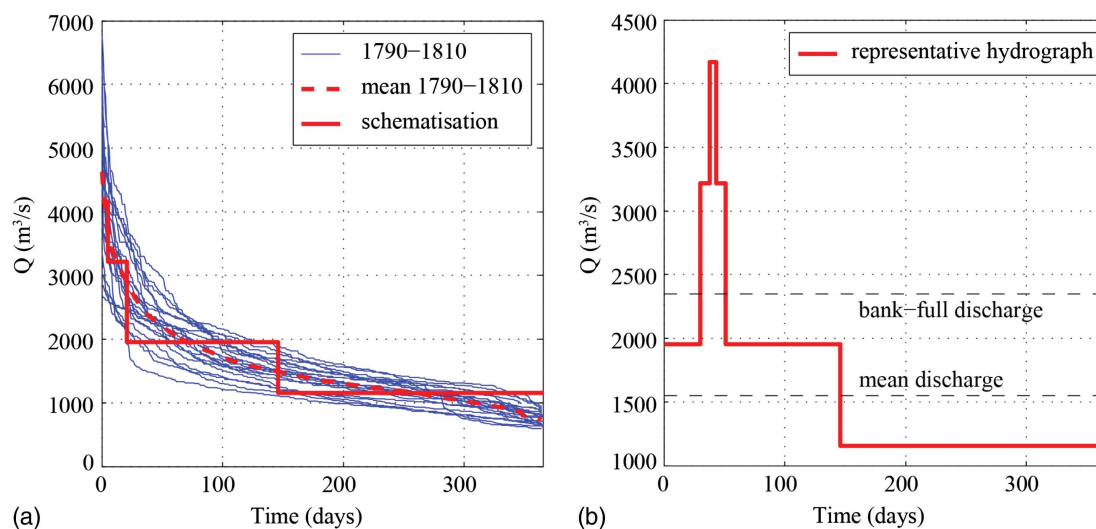 7000
6000
5000
4000
3000
2000
1000
0
Q (m³/s)
0
100
200
300
Time (days)
1790−1810
mean 1790−1810
schematisation
(a)
4500
4000
3500
3000
2500
2000
1500
1000
Q (m³/s)
0
100
200
300
Time (days)
representative hydrograph
bank−full discharge
mean discharge
(b)